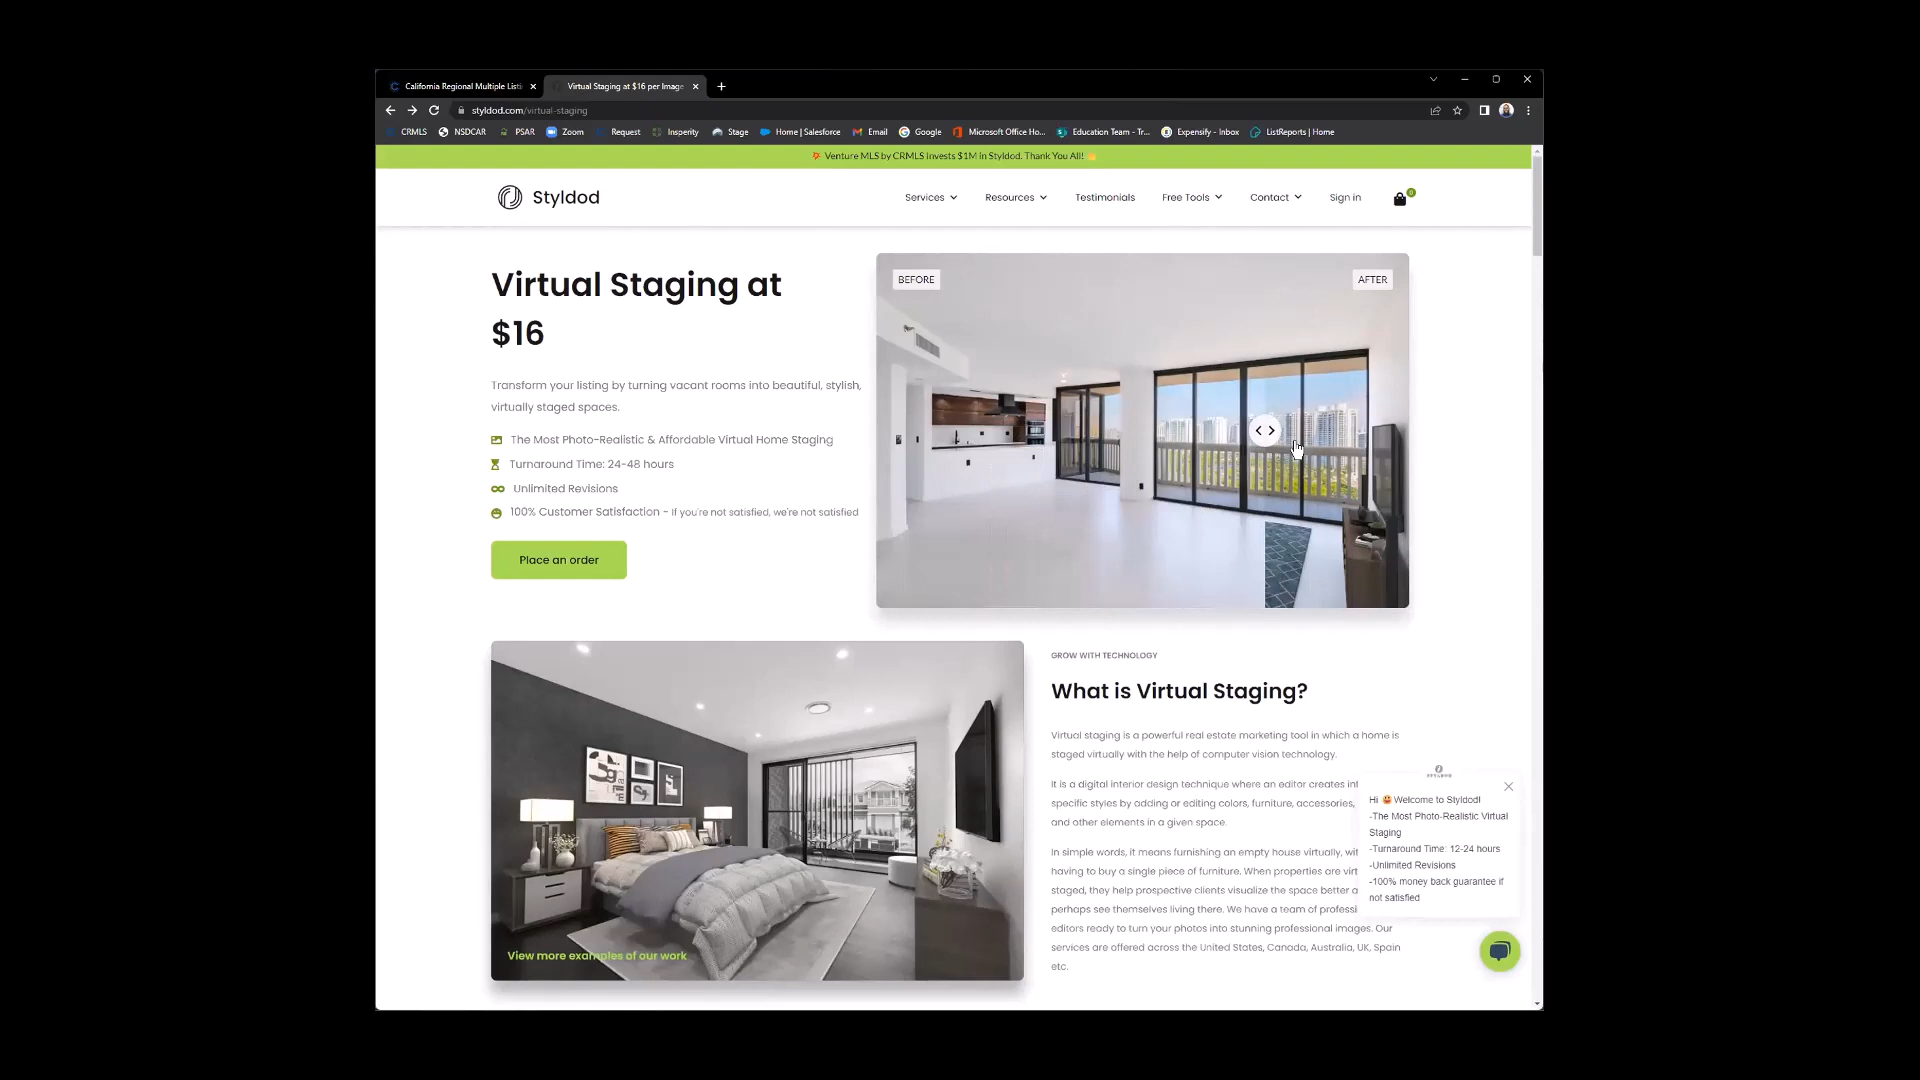 California Regional Multiple Listi
Virtual Staging at $16 per Image
styldod.com/virtual-staging
CRMLS
NSDCAR
PSAR
Zoom
Request
Insperity
Stage
Home | Salesforce
Email
Google
Microsoft Office Ho...
Education Team - Tr...
Expensify - Inbox
ListReports | Home
Venture MLS by CRMLS invests $1M in Styldod. Thank You All!
Styldod
Services
Resources
Testimonials
Free Tools
Contact
Sign in
0
Virtual Staging at
$16
Transform your listing by turning vacant rooms into beautiful, stylish,
virtually staged spaces.
The Most Photo-Realistic & Affordable Virtual Home Staging
Turnaround Time: 24-48 hours
Unlimited Revisions
100% Customer Satisfaction - If you're not satisfied, we're not satisfied
Place an order
BEFORE
AFTER
View more examples of our work
GROW WITH TECHNOLOGY
What is Virtual Staging?
Virtual staging is a powerful real estate marketing tool in which a home is
staged virtually with the help of computer vision technology.
It is a digital interior design technique where an editor creates
specific styles by adding or editing colors, furniture, accessories,
and other elements in a given space.
In simple words, it means furnishing an empty house virtually,
having to buy a single piece of furniture. When properties are
staged, they help prospective clients visualize the space better
perhaps see themselves living there. We have a team of
editors ready to turn your photos into stunning professional images. Our
services are offered across the United States, Canada, Australia, UK, Spain
etc.
STYLDOD
Hi 😀 Welcome to Styldod!
-The Most Photo-Realistic Virtual
Staging
-Turnaround Time: 12-24 hours
-Unlimited Revisions
-100% money back guarantee if
not satisfied